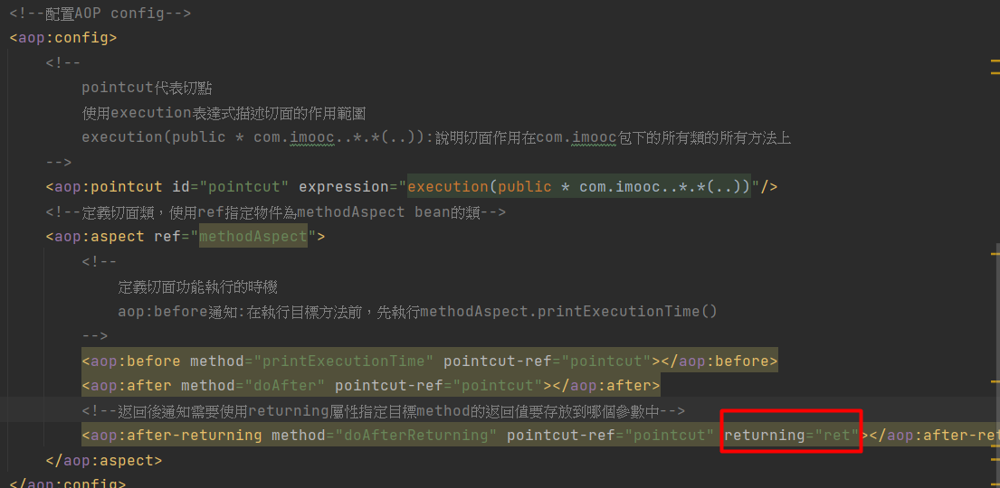 <!--配置AOP config-->
<aop:config>
<!--
pointcut代表切點
使用execution表達式描述切面的作用範圍
execution(public * com.imooc..*.*(..)):說明切面作用在com.imooc包下的所有類的所有方法上
-->
<aop:pointcut id="pointcut" expression="execution(public * com.imooc..*.*(..))"/>
<!--定義切面類，使用ref指定物件為methodAspect bean的類-->
<aop:aspect ref="methodAspect">
<!--
定義切面功能執行的時機
aop:before通知:在執行目標方法前，先執行methodAspect.printExecutionTime()
-->
<aop:before method="printExecutionTime" pointcut-ref="pointcut"></aop:before>
<aop:after method="doAfter" pointcut-ref="pointcut"></aop:after>
<!--返回後通知需要使用returning屬性指定目標method的返回值要存放到哪個參數中-->
<aop:after-returning method="doAfterReturning" pointcut-ref="pointcut" returning="ret"></aop:after-ret
</aop:aspect>
</aop:config>